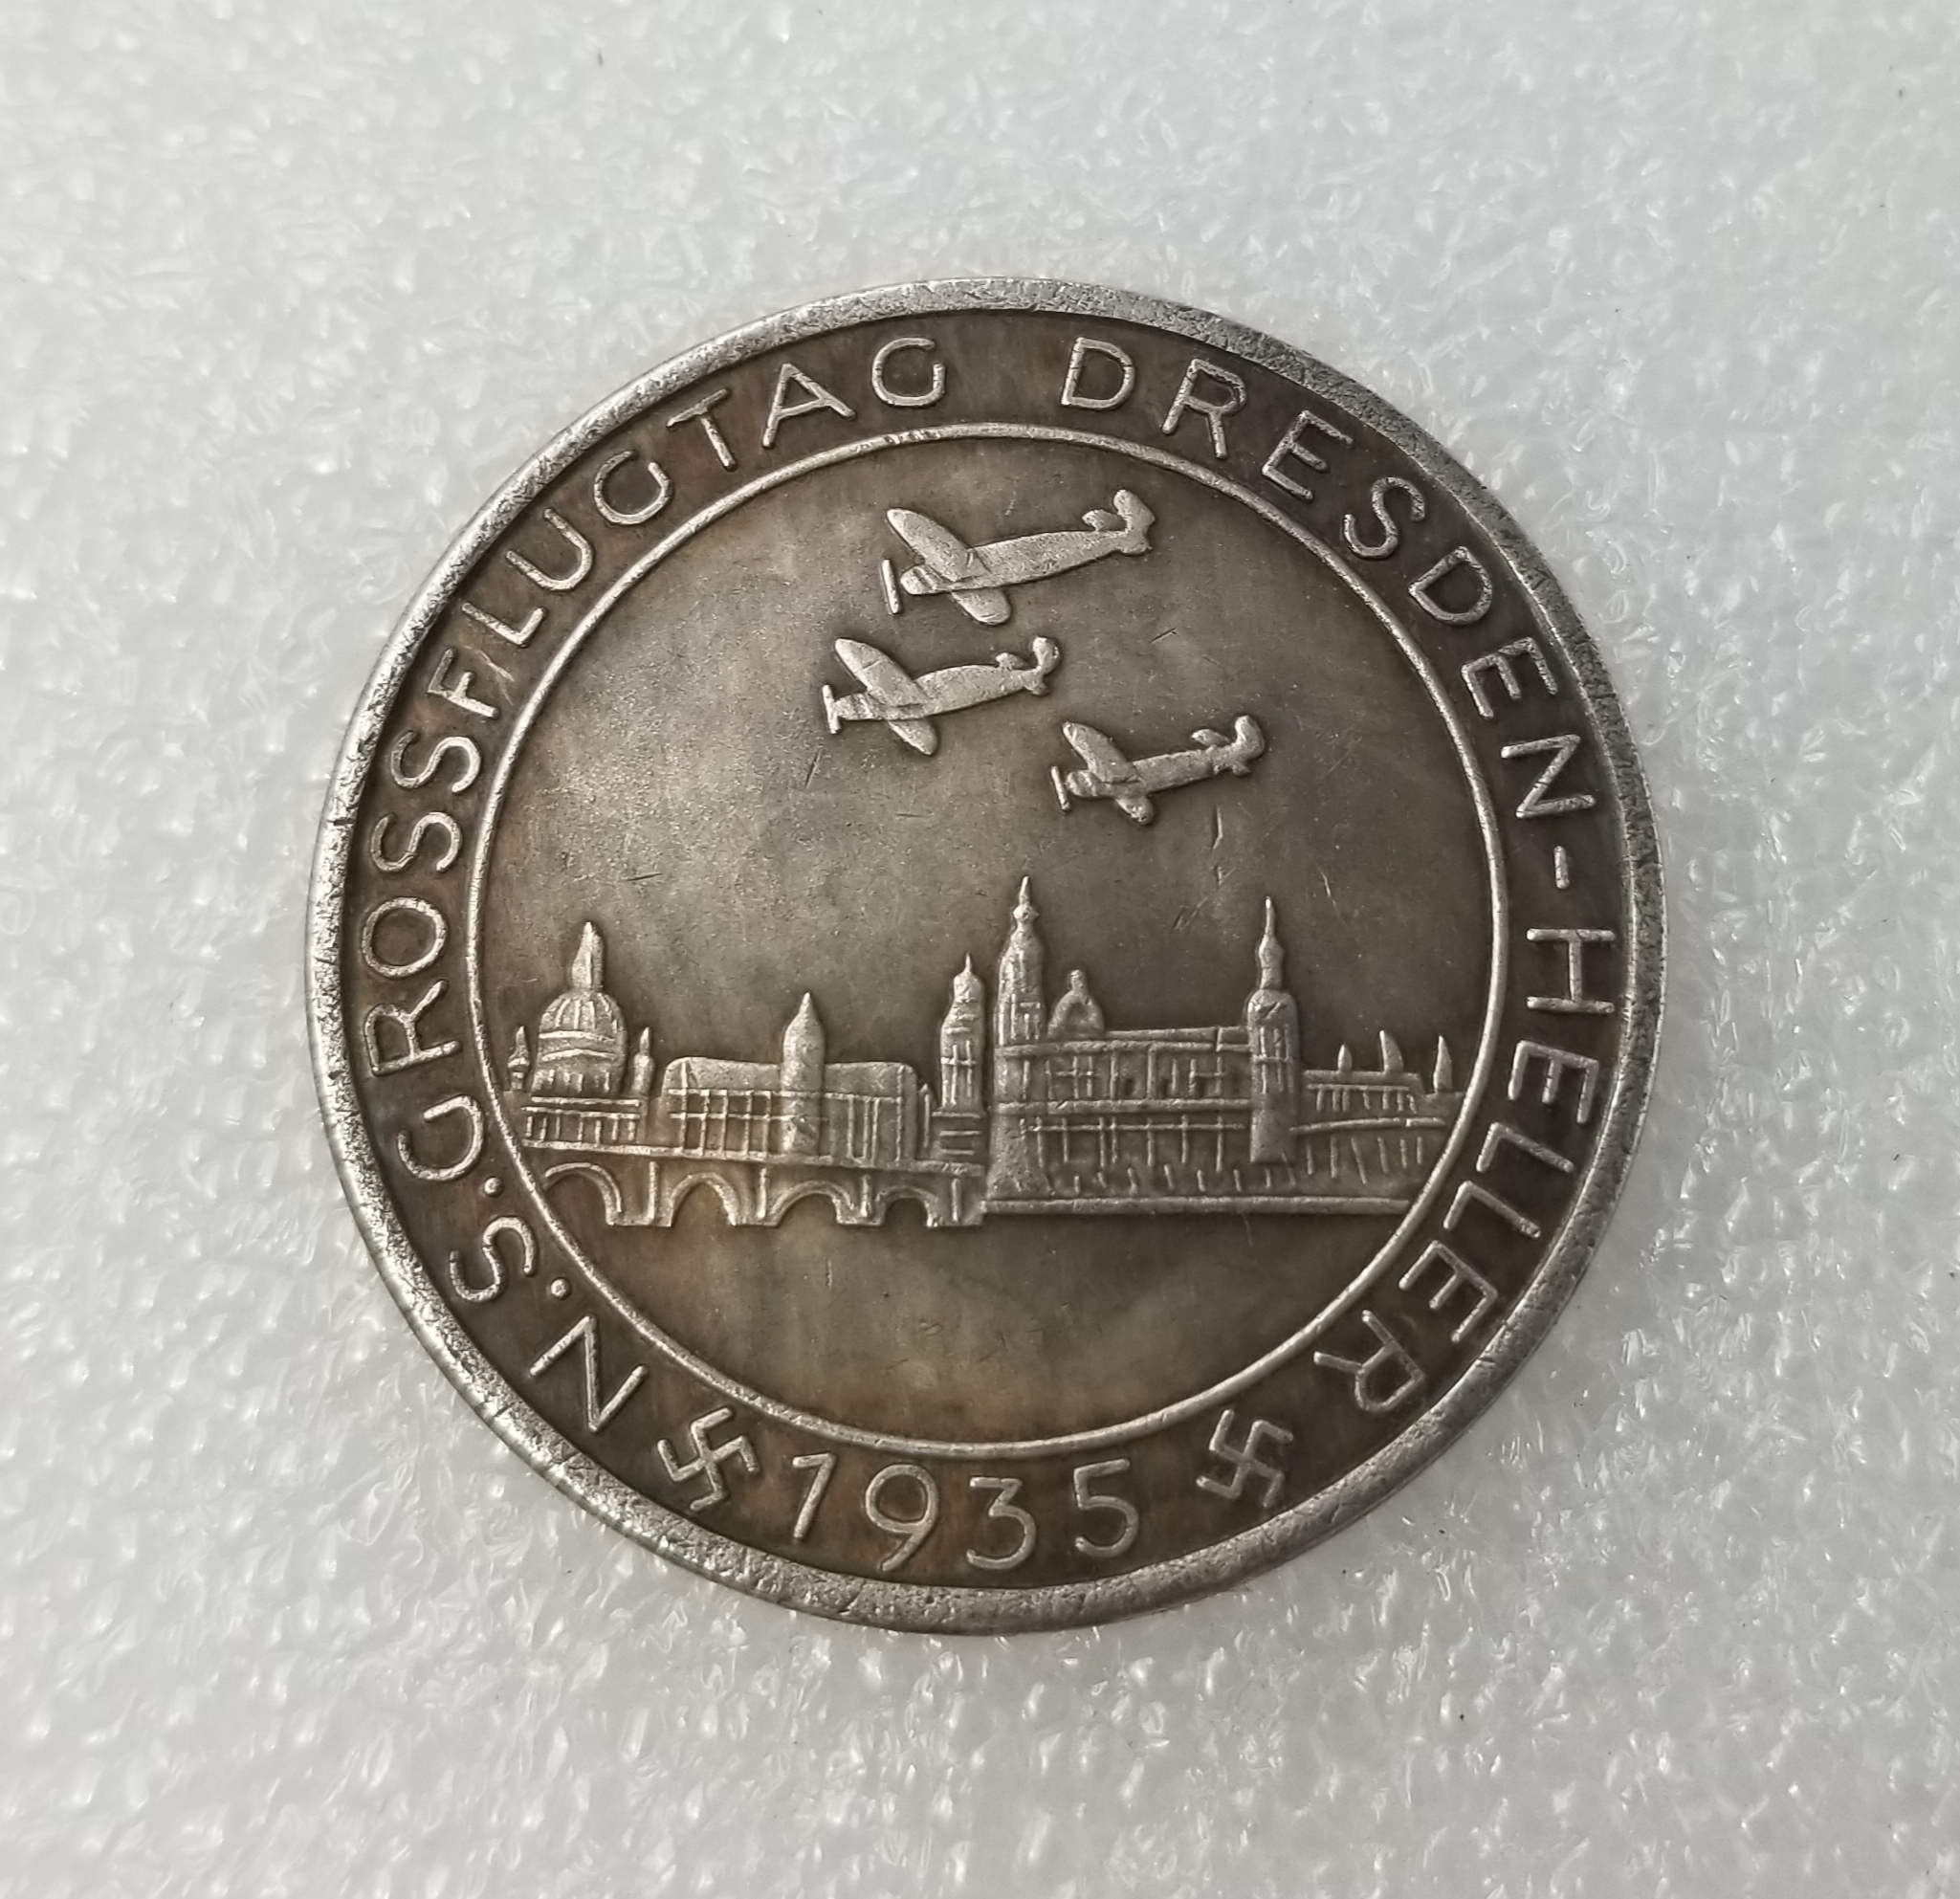 N.S.GROSSFLUGTAG DRESDEN-HELLER
1935